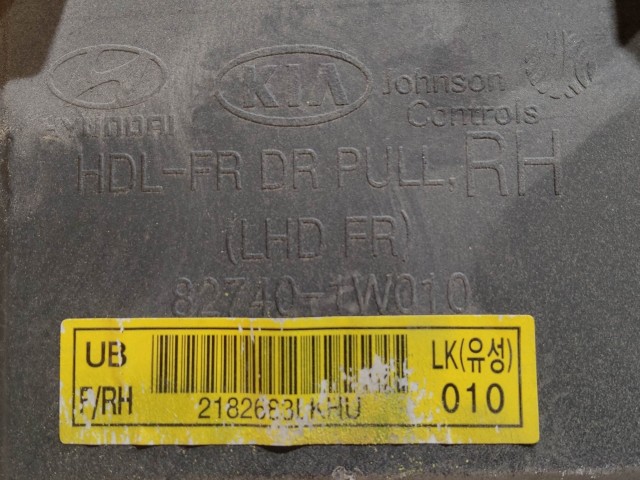 HYUNDAI KIA Johnson Controls
HDL-FR DR PULL, RH
(LHD FR)
82740-1W010
UB LK(유성)
F/RH 010